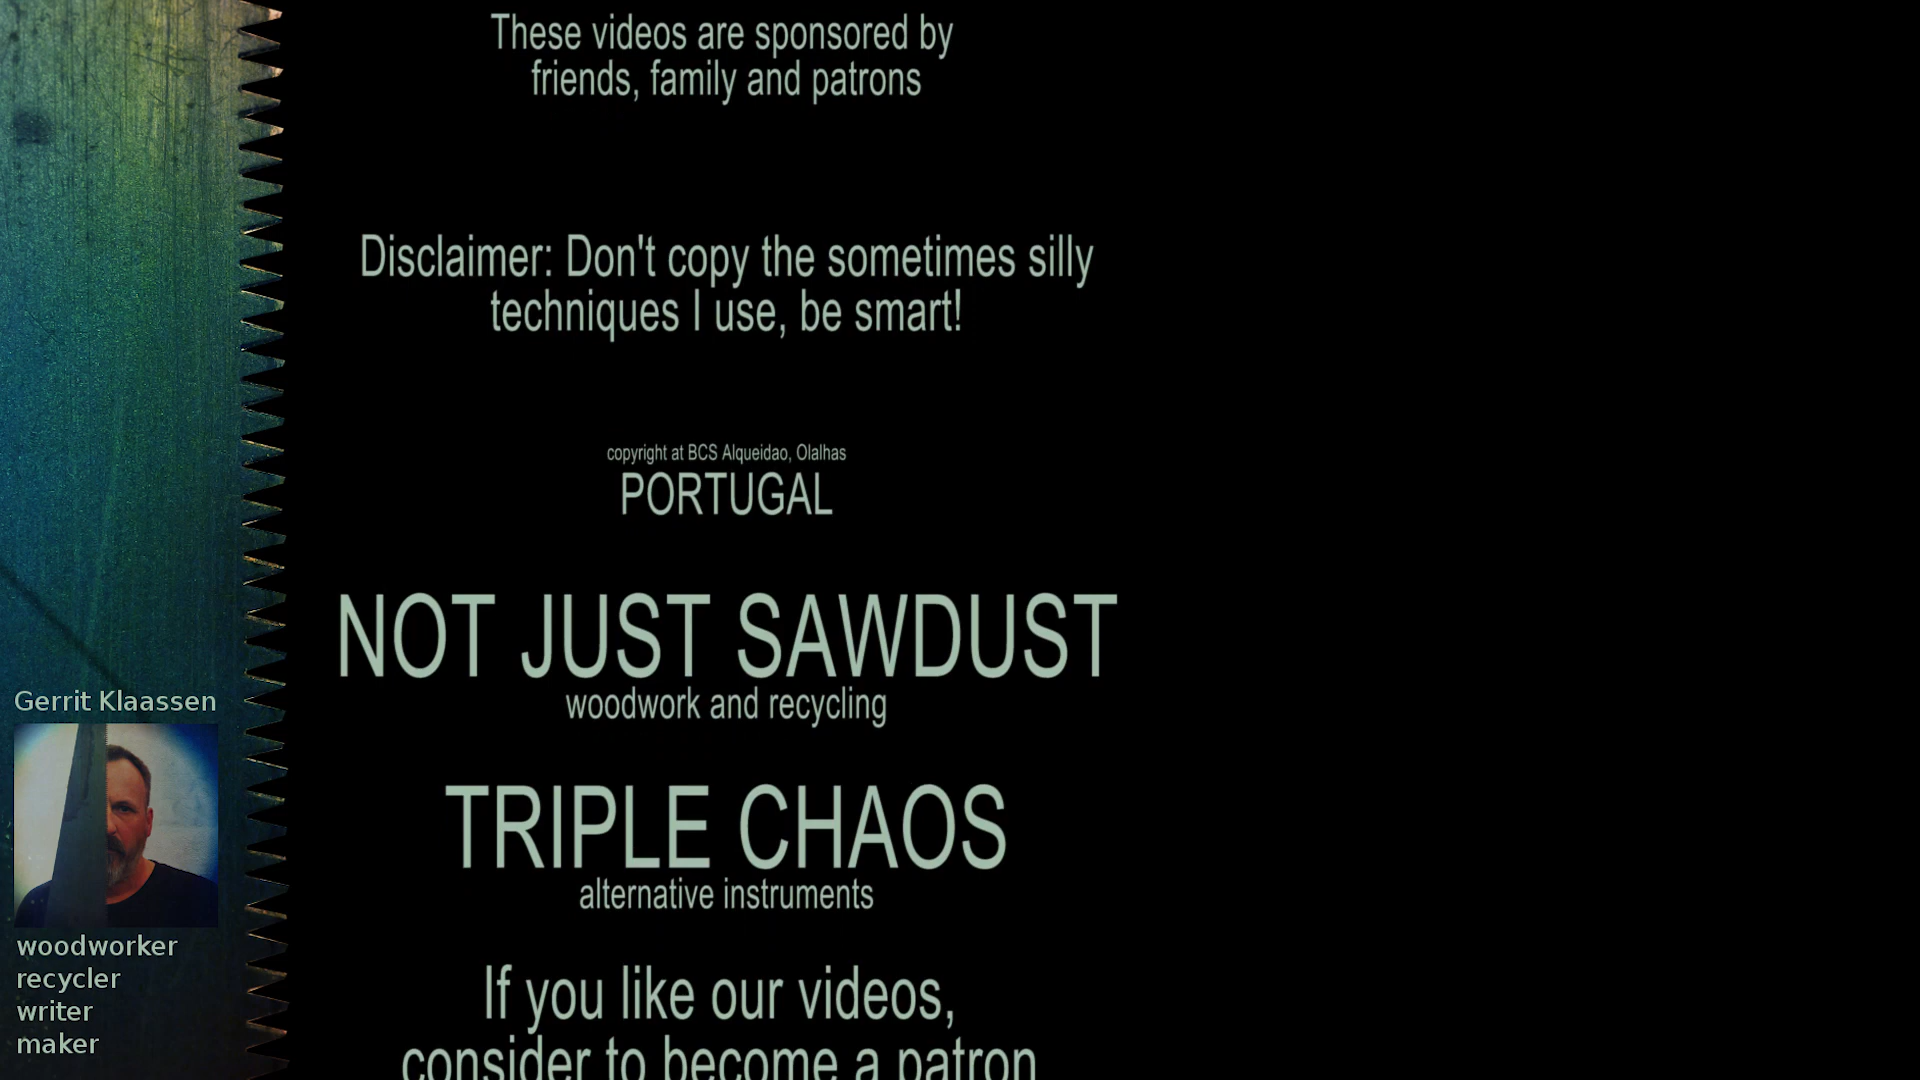 These videos are sponsored by
friends, family and patrons
Disclaimer: Don't copy the sometimes silly
techniques I use, be smart!
copyright at BCS Alqueidao, Olalhas
PORTUGAL
NOT JUST SAWDUST
woodwork and recycling
TRIPLE CHAOS
alternative instruments
If you like our videos,
consider to become a patron
Gerrit Klaassen
woodworker
recycler
writer
maker